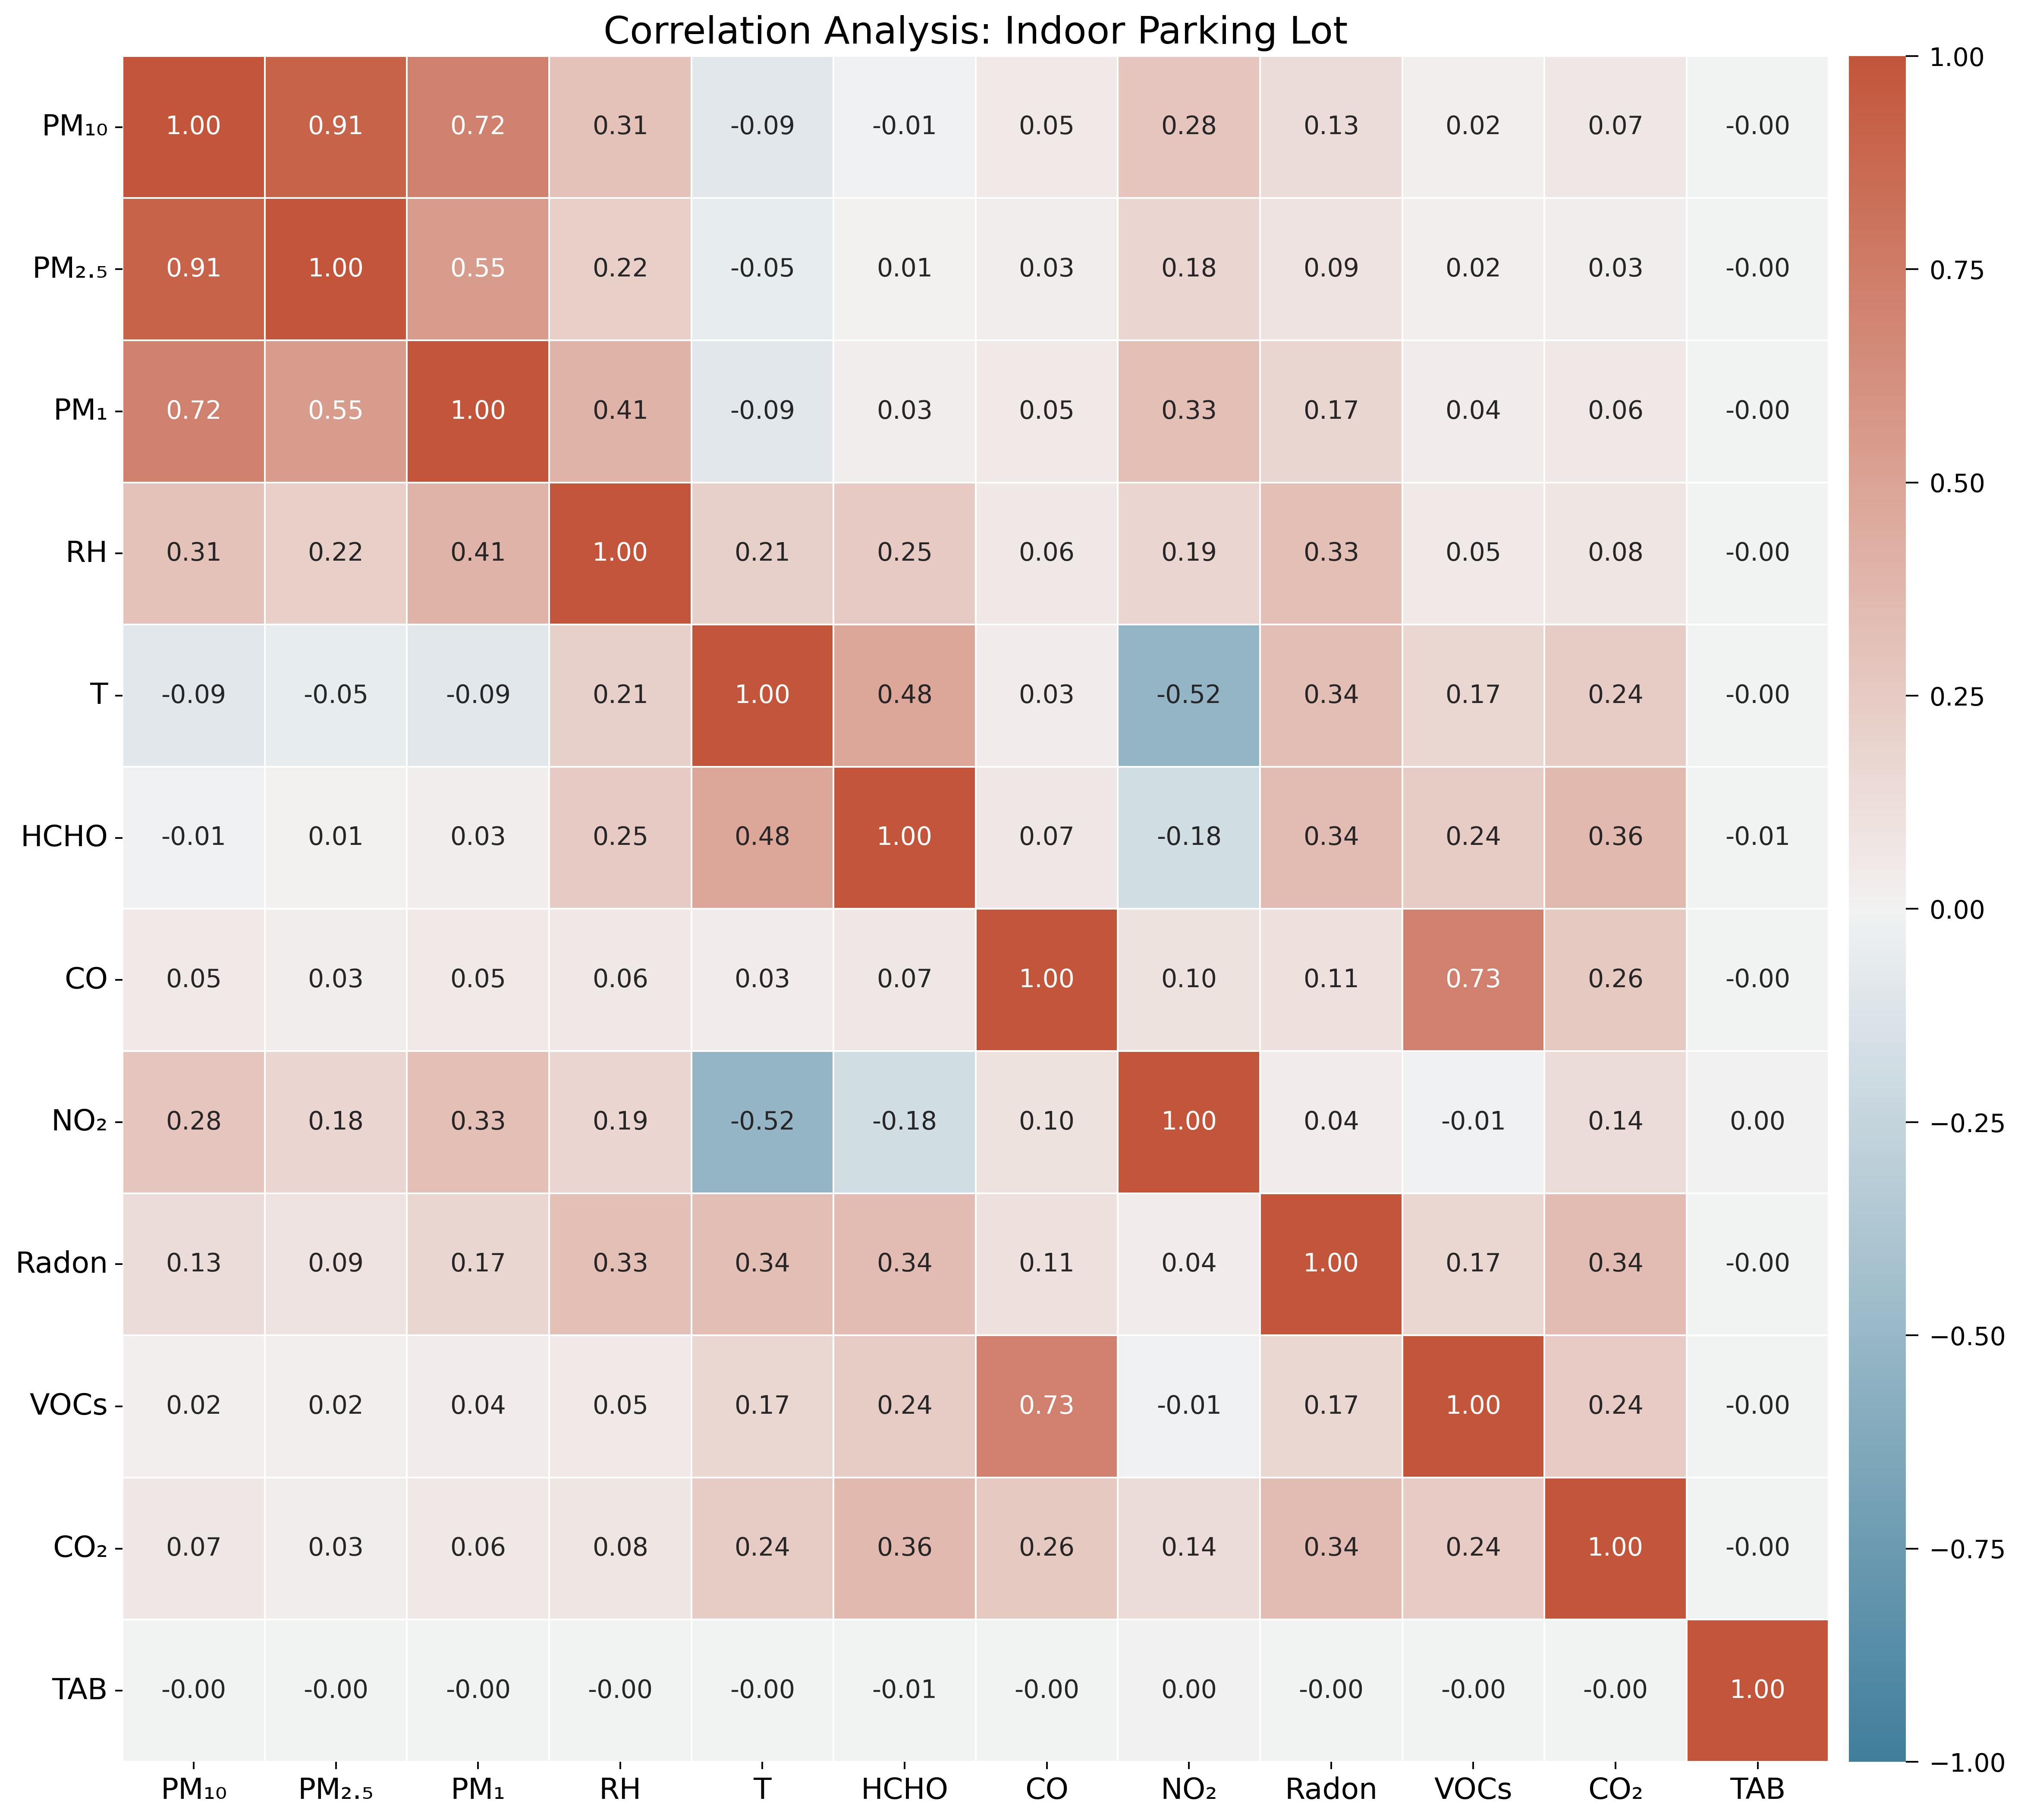 Correlation Analysis: Indoor Parking Lot
PM₁₀ 1.00 0.91 0.72 0.31 -0.09 -0.01 0.05 0.28 0.13 0.02 0.07 -0.00
PM₂.₅ 0.91 1.00 0.55 0.22 -0.05 0.01 0.03 0.18 0.09 0.02 0.03 -0.00
PM₁ 0.72 0.55 1.00 0.41 -0.09 0.03 0.05 0.33 0.17 0.04 0.06 -0.00
RH 0.31 0.22 0.41 1.00 0.21 0.25 0.06 0.19 0.33 0.05 0.08 -0.00
T -0.09 -0.05 -0.09 0.21 1.00 0.48 0.03 -0.52 0.34 0.17 0.24 -0.00
HCHO -0.01 0.01 0.03 0.25 0.48 1.00 0.07 -0.18 0.34 0.24 0.36 -0.01
CO 0.05 0.03 0.05 0.06 0.03 0.07 1.00 0.10 0.11 0.73 0.26 -0.00
NO₂ 0.28 0.18 0.33 0.19 -0.52 -0.18 0.10 1.00 0.04 -0.01 0.14 0.00
Radon 0.13 0.09 0.17 0.33 0.34 0.34 0.11 0.04 1.00 0.17 0.34 -0.00
VOCs 0.02 0.02 0.04 0.05 0.17 0.24 0.73 -0.01 0.17 1.00 0.24 -0.00
CO₂ 0.07 0.03 0.06 0.08 0.24 0.36 0.26 0.14 0.34 0.24 1.00 -0.00
TAB -0.00 -0.00 -0.00 -0.00 -0.00 -0.01 -0.00 0.00 -0.00 -0.00 -0.00 1.00
PM₁₀ PM₂.₅ PM₁ RH T HCHO CO NO₂ Radon VOCs CO₂ TAB
1.00
0.75
0.50
0.25
0.00
−0.25
−0.50
−0.75
−1.00